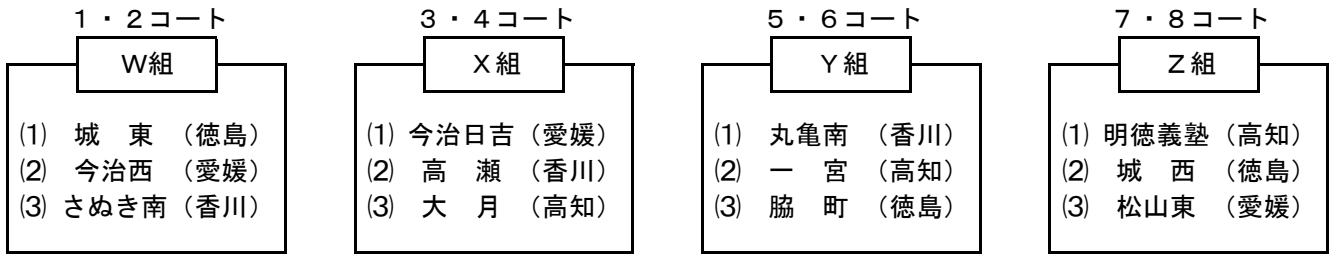 1・2コート
W組
⑴ 城 東 （徳島）
⑵ 今治西 （愛媛）
⑶ さぬき南（香川）
3・4コート
X組
⑴ 今治日吉（愛媛）
⑵ 高 瀬 （香川）
⑶ 大 月 （高知）
5・6コート
Y組
⑴ 丸亀南 （香川）
⑵ 一 宮 （高知）
⑶ 脇 町 （徳島）
7・8コート
Z組
⑴ 明徳義塾（高知）
⑵ 城 西 （徳島）
⑶ 松山東 （愛媛）